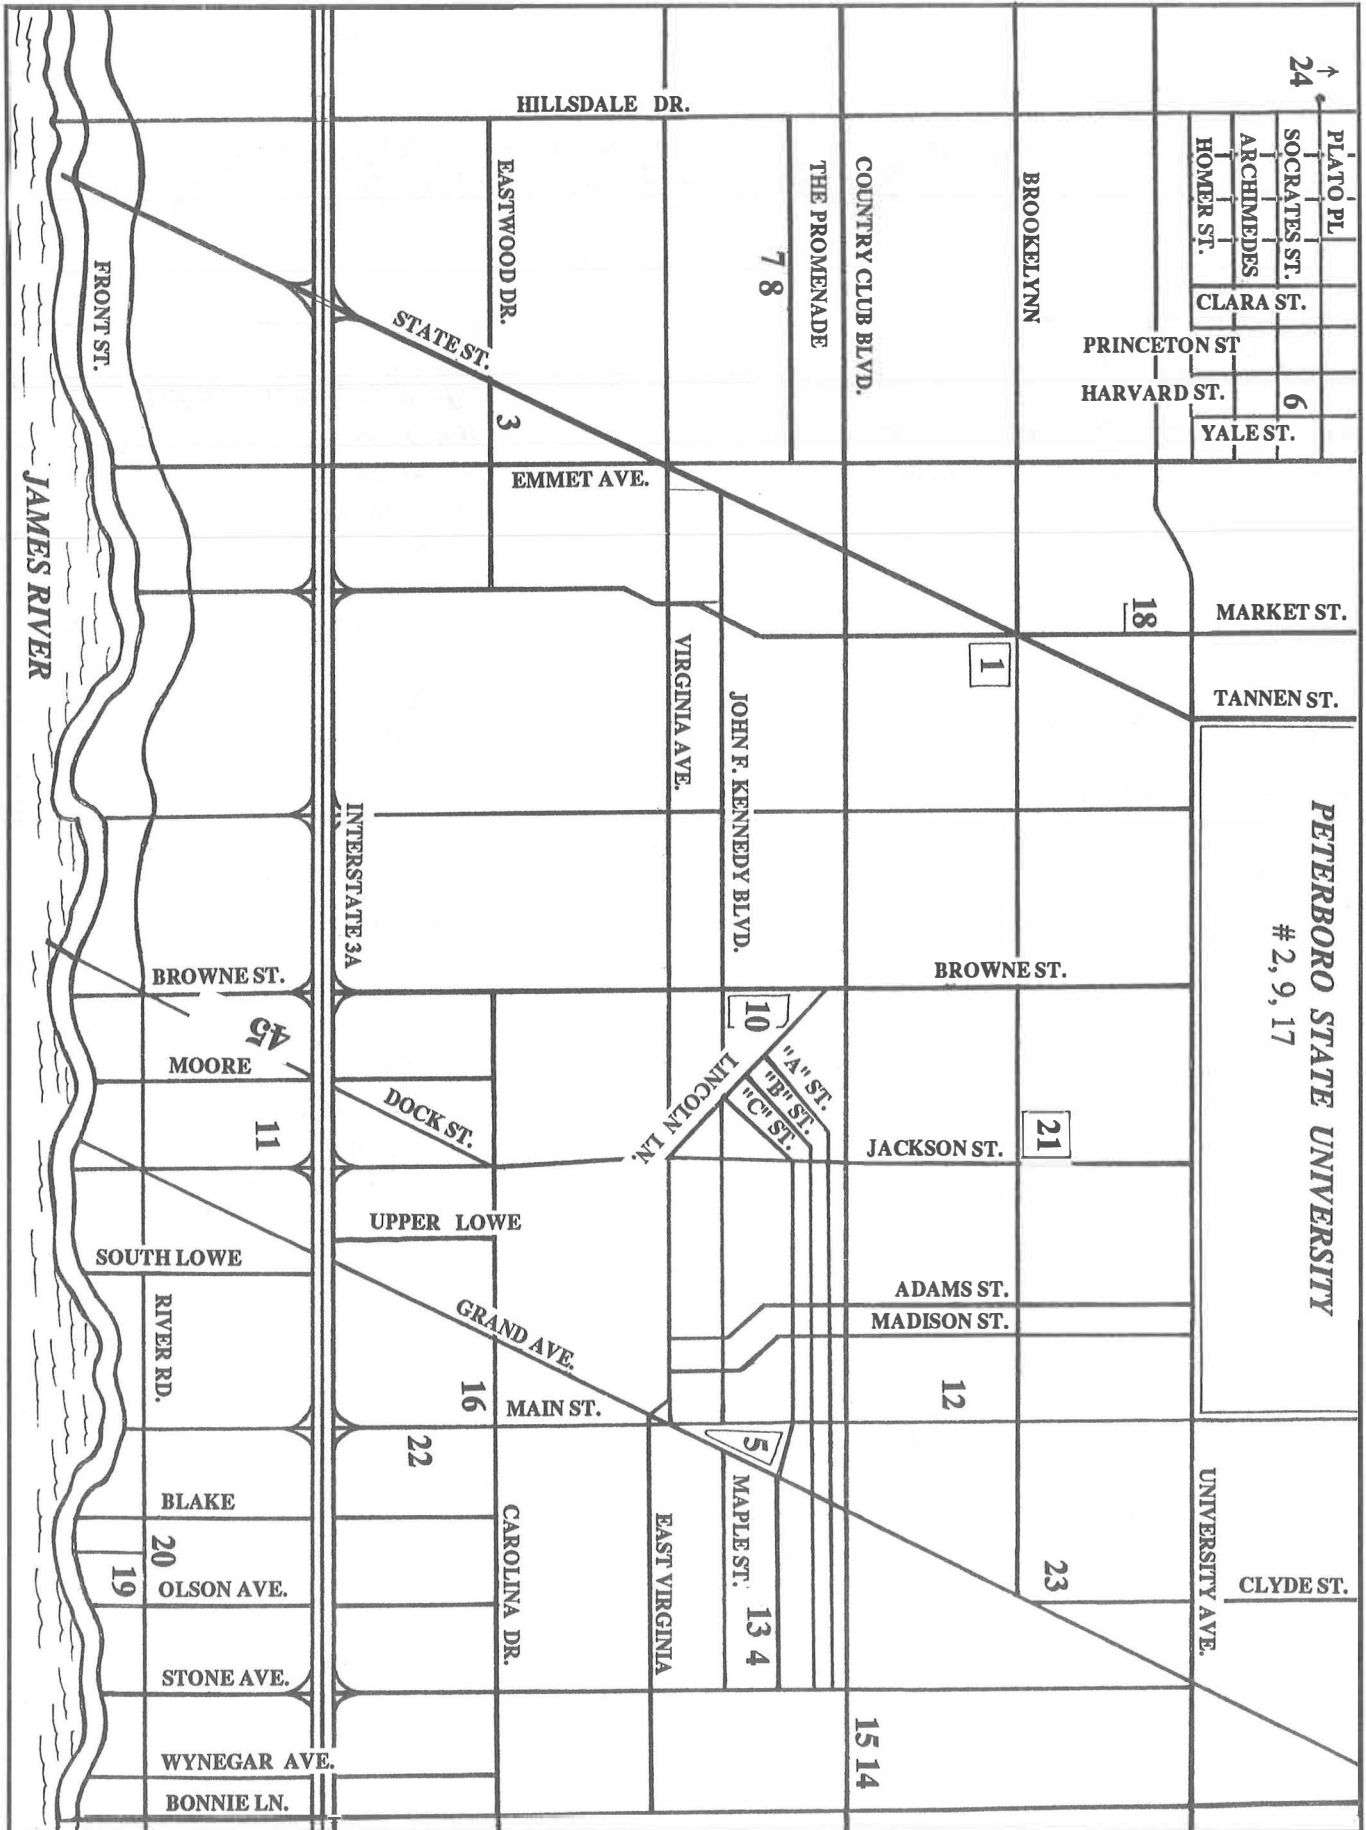 24 →
PLATO PL
SOCRATES ST.
ARCHIMEDES
HOMER ST.
CLARA ST.
PRINCETON ST
HARVARD ST.
6
YALE ST.
HILLSDALE DR.
EASTWOOD DR.
THE PROMENADE
7 8
COUNTRY CLUB BLVD.
BROOKELYNN
FRONT ST.
STATE ST.
3
EMMET AVE.
JAMES RIVER
18
MARKET ST.
1
TANNEN ST.
VIRGINIA AVE.
JOHN F. KENNEDY BLVD.
INTERSTATE 3A
PETERBORO STATE UNIVERSITY
# 2, 9, 17
BROWNE ST.
BROWNE ST.
10
45
MOORE
DOCK ST.
LINCOLN LN.
"A" ST.
"B" ST.
"C" ST.
11
JACKSON ST.
21
UPPER LOWE
SOUTH LOWE
RIVER RD.
GRAND AVE.
ADAMS ST.
MADISON ST.
16
MAIN ST.
12
22
5
BLAKE
CAROLINA DR.
EAST VIRGINIA
MAPLE ST.
13 4
23
UNIVERSITY AVE.
CLYDE ST.
20
19
OLSON AVE.
STONE AVE.
15 14
WYNEGAR AVE.
BONNIE LN.